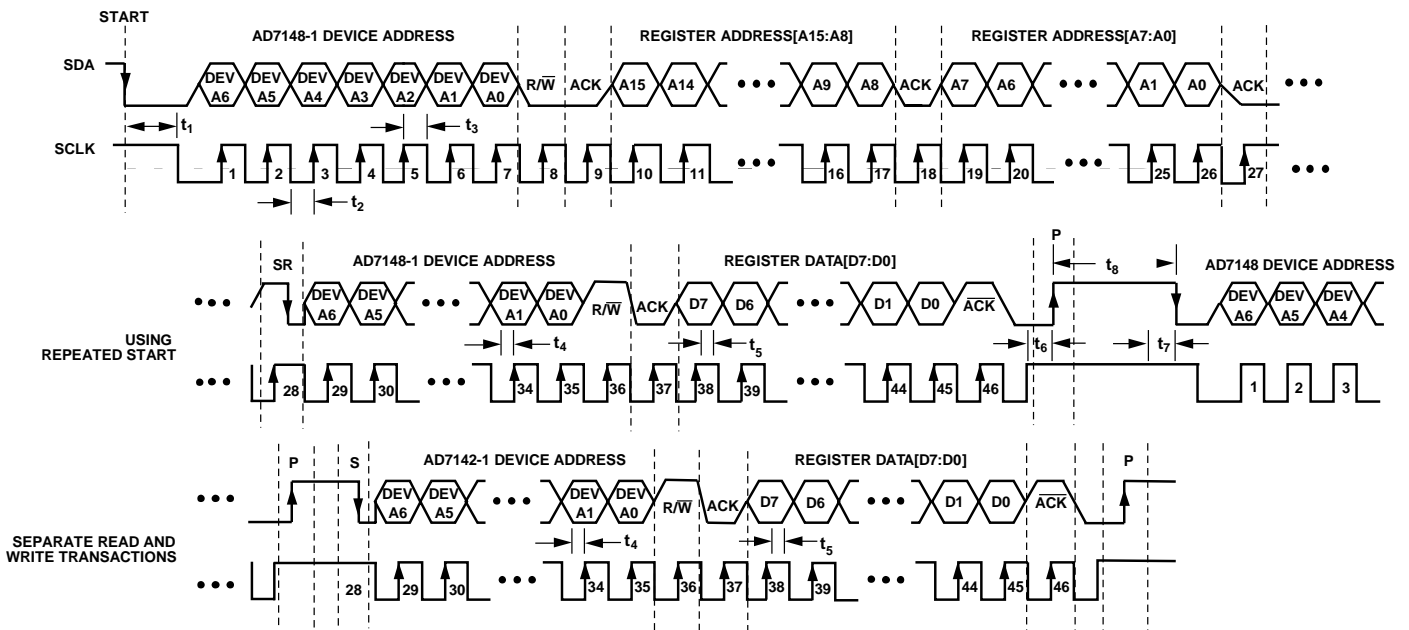 START
AD7148-1 DEVICE ADDRESS REGISTER ADDRESS[A15:A8] REGISTER ADDRESS[A7:A0]
SDA DEV A6 DEV A5 DEV A4 DEV A3 DEV A2 DEV A1 DEV A0 R/W̅ ACK A15 A14 ••• A9 A8 ACK A7 A6 ••• A1 A0 ACK •••
t1 t3
SCLK 1 2 3 4 5 6 7 8 9 10 11 ••• 16 17 18 19 20 ••• 25 26 27 •••
t2
SR AD7148-1 DEVICE ADDRESS REGISTER DATA[D7:D0] P t8 AD7148 DEVICE ADDRESS
••• DEV A6 DEV A5 ••• DEV A1 DEV A0 R/W̅ ACK D7 D6 ••• D1 D0 A̅C̅K̅ DEV A6 DEV A5 DEV A4
USING
REPEATED START
t4 t5 t6 t7
••• 28 29 30 ••• 34 35 36 37 38 39 ••• 44 45 46 1 2 3
P S AD7142-1 DEVICE ADDRESS REGISTER DATA[D7:D0] P
••• DEV A6 DEV A5 ••• DEV A1 DEV A0 R/W̅ ACK D7 D6 ••• D1 D0 A̅C̅K̅
SEPARATE READ AND
WRITE TRANSACTIONS
t4 t5
••• 28 29 30 ••• 34 35 36 37 38 39 ••• 44 45 46